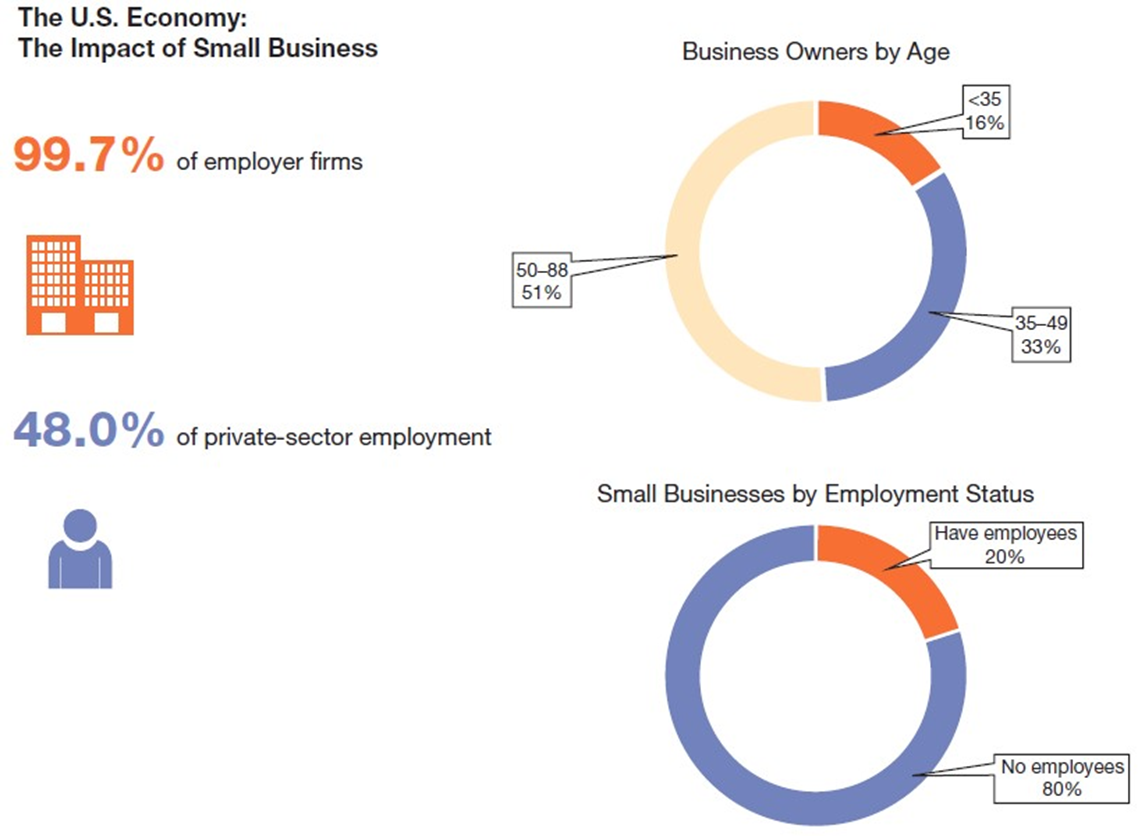 The U.S. Economy:
The Impact of Small Business
99.7% of employer firms
48.0% of private-sector employment
Business Owners by Age
<35
16%
50–88
51%
35–49
33%
Small Businesses by Employment Status
Have employees
20%
No employees
80%